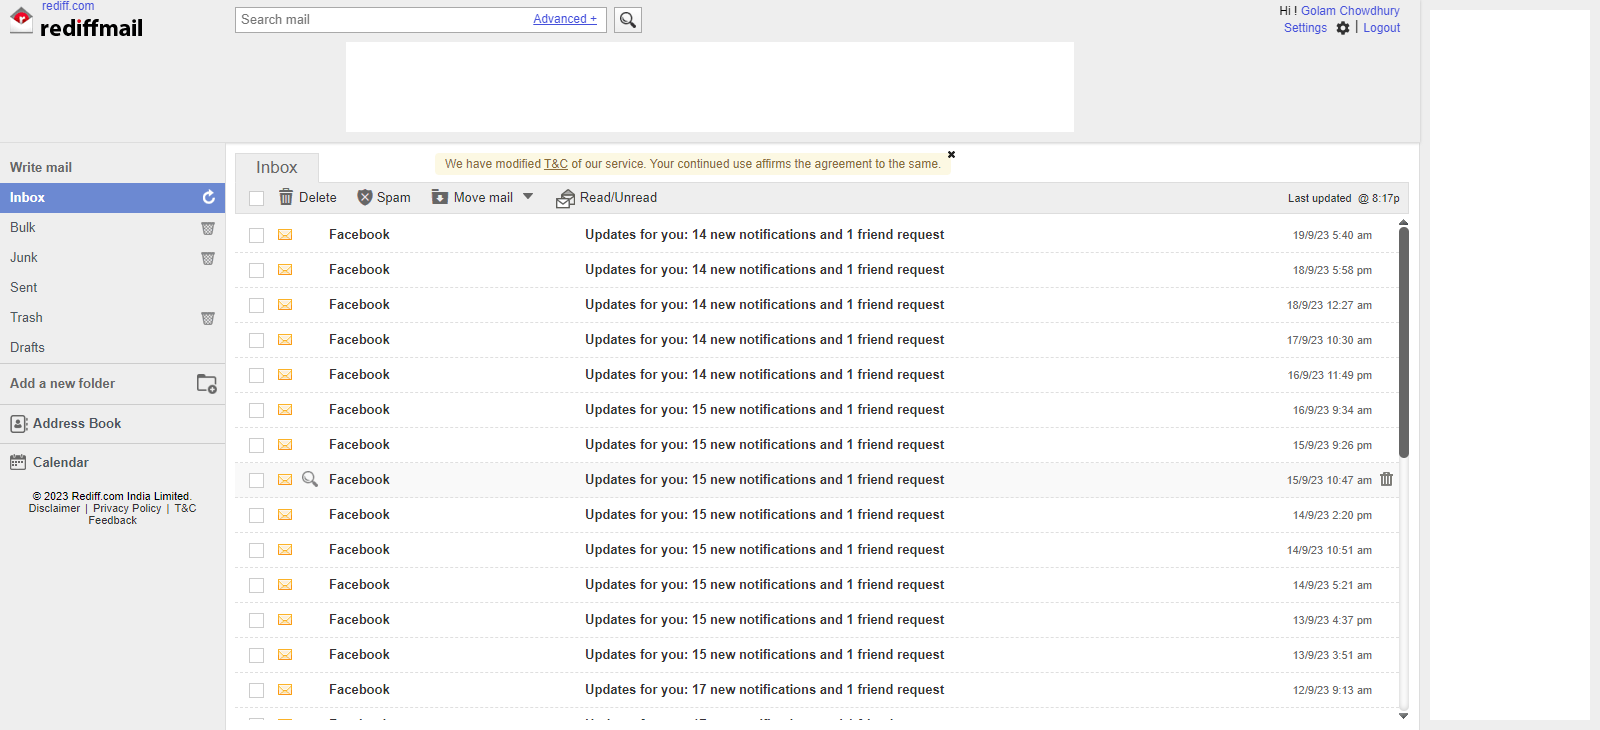 rediff.com
rediffmail
Search mail Advanced +
Hi ! Golam Chowdhury
Settings | Logout
Write mail
Inbox
Bulk
Junk
Sent
Trash
Drafts
Add a new folder
Address Book
Calendar
© 2023 Rediff.com India Limited.
Disclaimer | Privacy Policy | T&C
Feedback
Inbox
We have modified T&C of our service. Your continued use affirms the agreement to the same.
Delete Spam Move mail Read/Unread Last updated @ 8:17p
Facebook Updates for you: 14 new notifications and 1 friend request 19/9/23 5:40 am
Facebook Updates for you: 14 new notifications and 1 friend request 18/9/23 5:58 pm
Facebook Updates for you: 14 new notifications and 1 friend request 18/9/23 12:27 am
Facebook Updates for you: 14 new notifications and 1 friend request 17/9/23 10:30 am
Facebook Updates for you: 14 new notifications and 1 friend request 16/9/23 11:49 pm
Facebook Updates for you: 15 new notifications and 1 friend request 16/9/23 9:34 am
Facebook Updates for you: 15 new notifications and 1 friend request 15/9/23 9:26 pm
Facebook Updates for you: 15 new notifications and 1 friend request 15/9/23 10:47 am
Facebook Updates for you: 15 new notifications and 1 friend request 14/9/23 2:20 pm
Facebook Updates for you: 15 new notifications and 1 friend request 14/9/23 10:51 am
Facebook Updates for you: 15 new notifications and 1 friend request 14/9/23 5:21 am
Facebook Updates for you: 15 new notifications and 1 friend request 13/9/23 4:37 pm
Facebook Updates for you: 15 new notifications and 1 friend request 13/9/23 3:51 am
Facebook Updates for you: 17 new notifications and 1 friend request 12/9/23 9:13 am